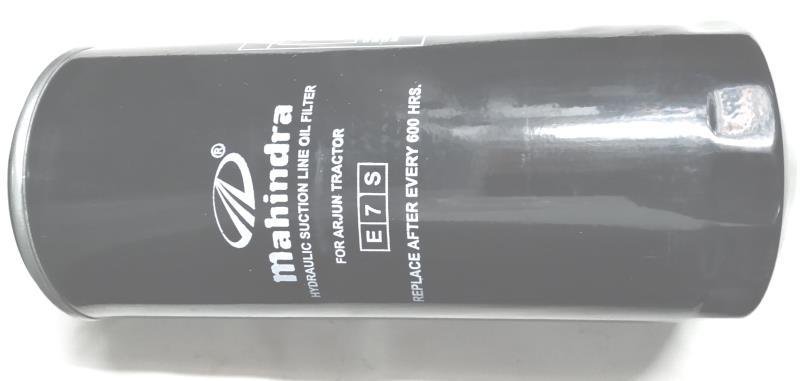 ®
mahindra
HYDRAULIC SUCTION LINE OIL FILTER
FOR ARJUN TRACTOR
E 7 S
REPLACE AFTER EVERY 600 HRS.